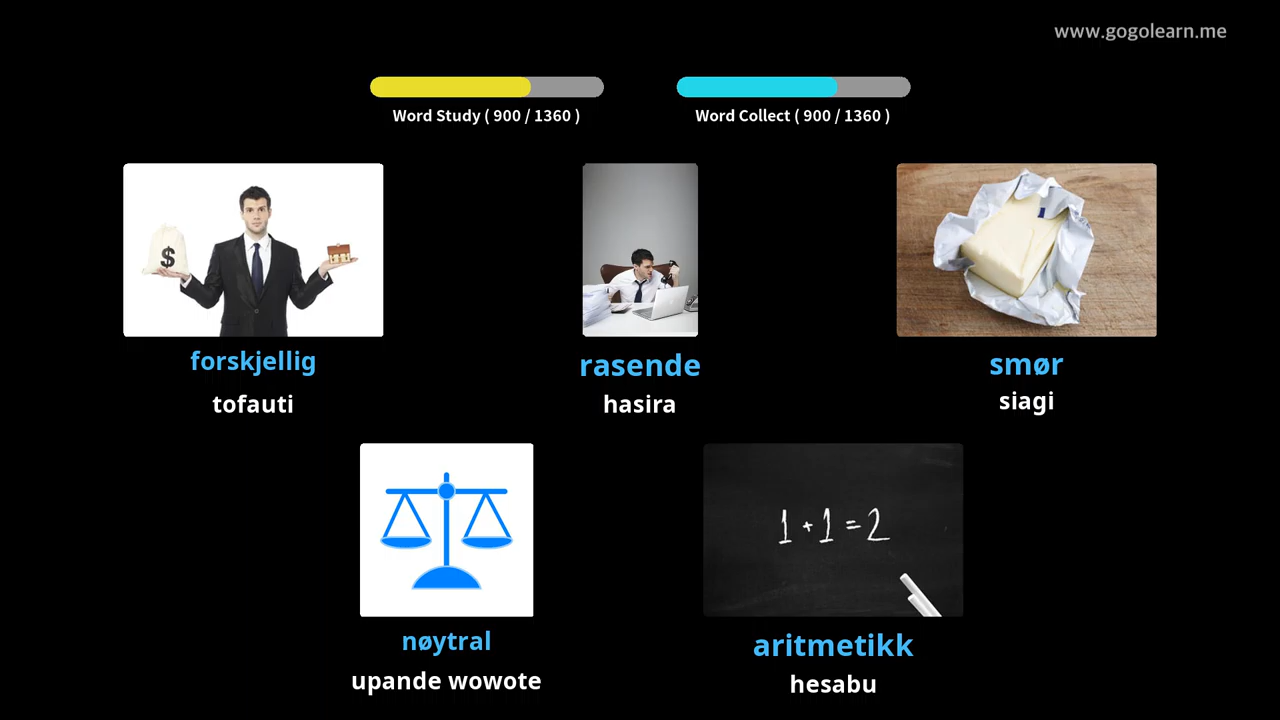 www.gogolearn.me
Word Study ( 900 / 1360 )
Word Collect ( 900 / 1360 )
$
forskjellig
tofauti
rasende
hasira
smør
siagi
1 + 1 = 2
nøytral
upande wowote
aritmetikk
hesabu